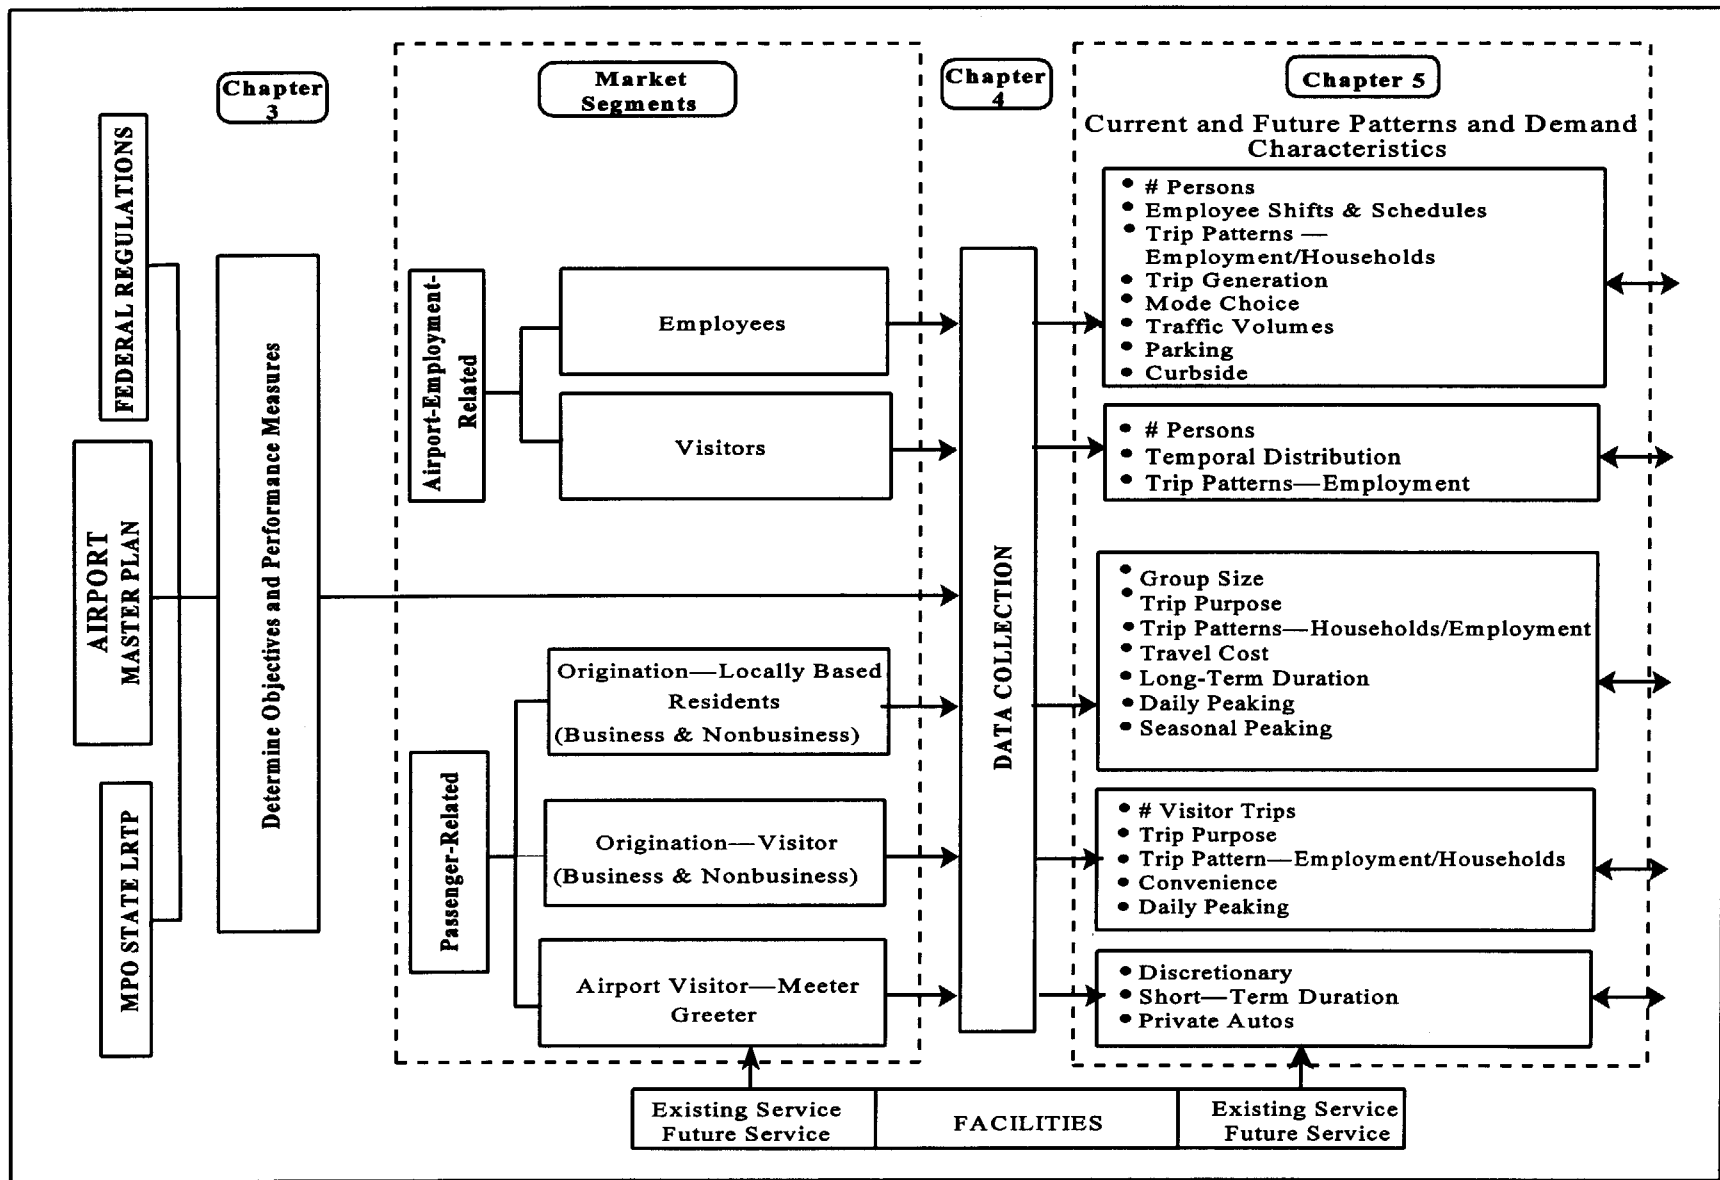 Chapter
3
Market
Segments
Chapter
4
Chapter 5
Current and Future Patterns and Demand
Characteristics
FEDERAL REGULATIONS
AIRPORT
MASTER PLAN
MPO STATE LRTP
Determine Objectives and Performance Measures
Airport-Employment-
Related
Employees
Visitors
Passenger-Related
Origination—Locally Based
Residents
(Business & Nonbusiness)
Origination—Visitor
(Business & Nonbusiness)
Airport Visitor—Meeter
Greeter
DATA COLLECTION
• # Persons
• Employee Shifts & Schedules
• Trip Patterns —
Employment/Households
• Trip Generation
• Mode Choice
• Traffic Volumes
• Parking
• Curbside
• # Persons
• Temporal Distribution
• Trip Patterns—Employment
• Group Size
• Trip Purpose
• Trip Patterns—Households/Employment
• Travel Cost
• Long-Term Duration
• Daily Peaking
• Seasonal Peaking
• # Visitor Trips
• Trip Purpose
• Trip Pattern—Employment/Households
• Convenience
• Daily Peaking
• Discretionary
• Short—Term Duration
• Private Autos
Existing Service
Future Service
FACILITIES
Existing Service
Future Service